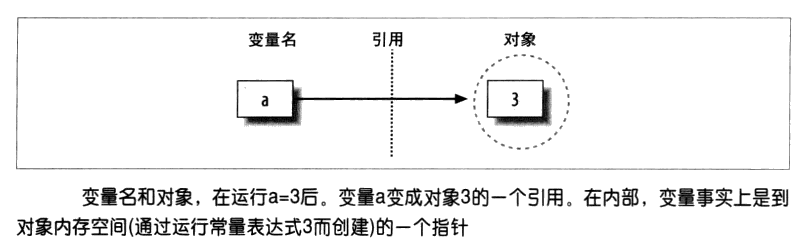 变量名 引用 对象
a 3
变量名和对象，在运行a=3后。变量a变成对象3的一个引用。在内部，变量事实上是到
对象内存空间(通过运行常量表达式3而创建)的一个指针